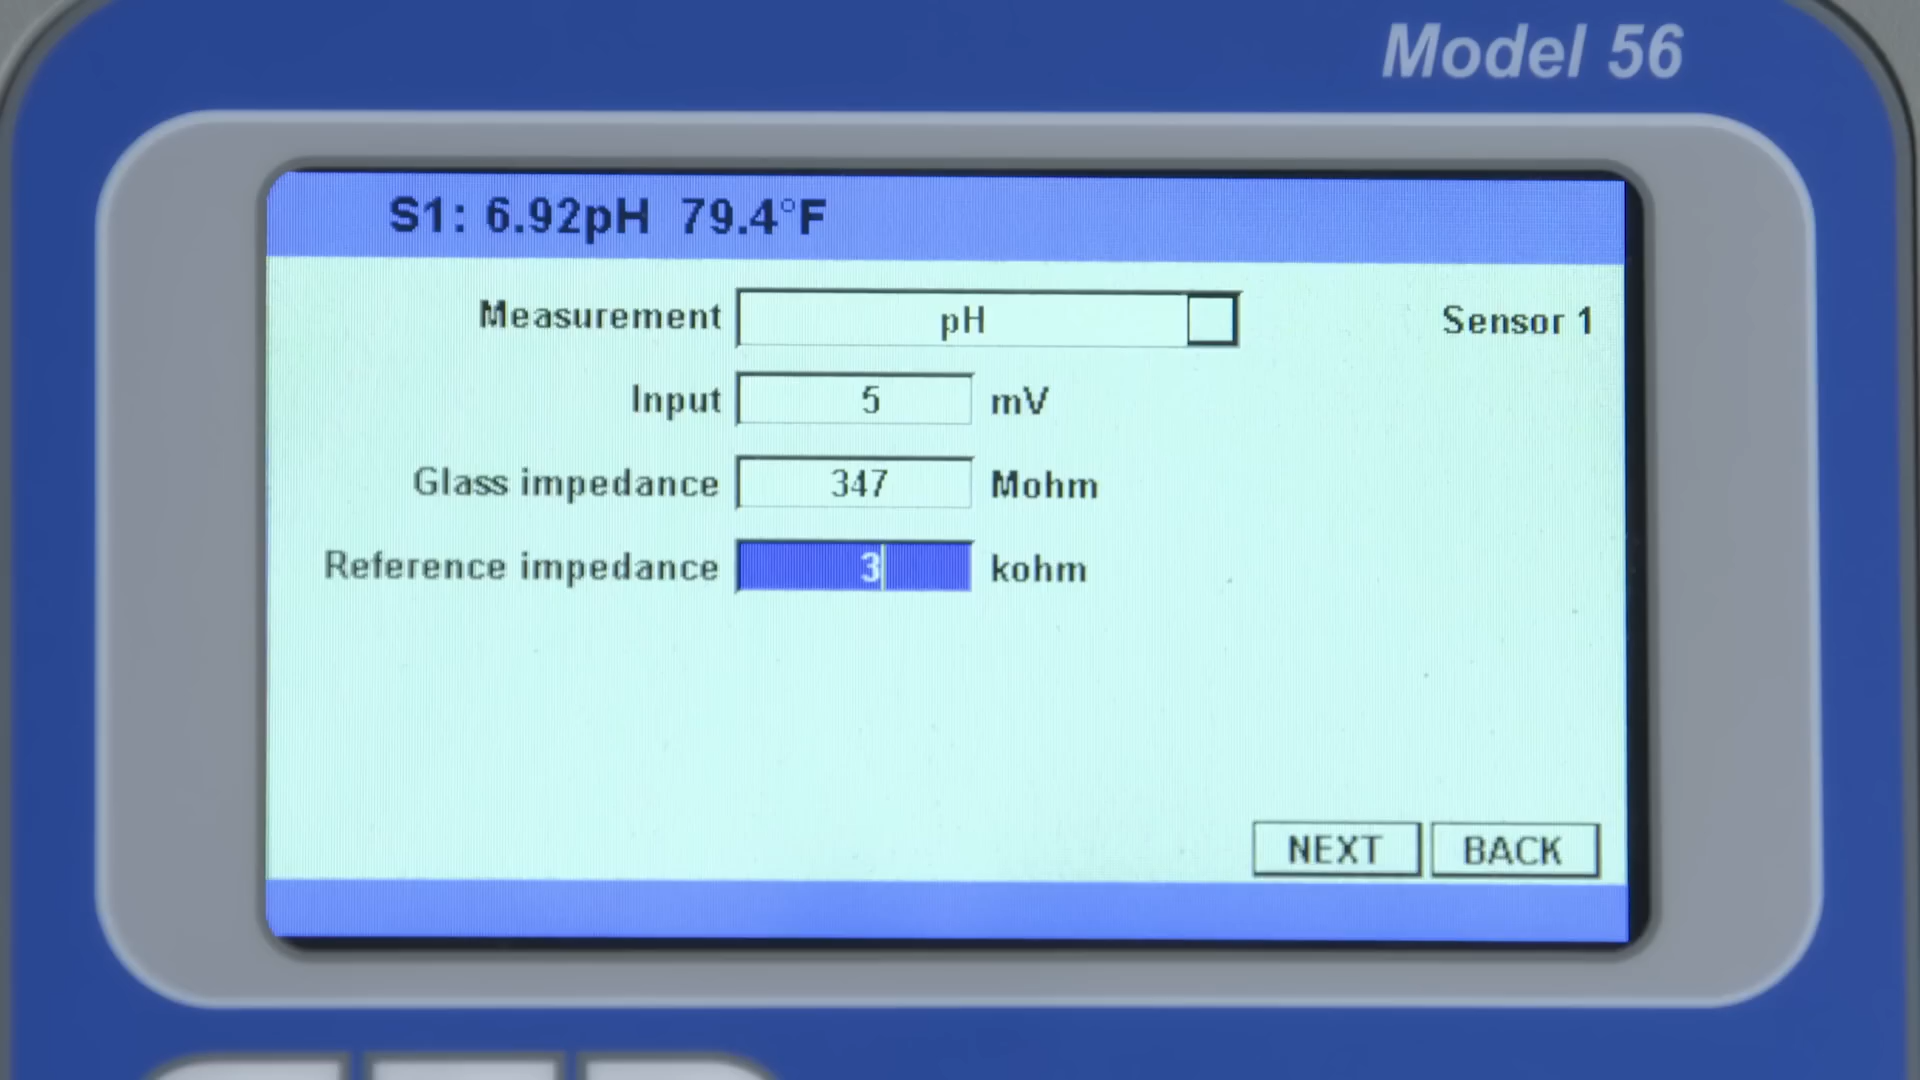 Model 56
S1: 6.92pH 79.4°F
Measurement pH Sensor 1
Input 5 mV
Glass impedance 347 Mohm
Reference impedance 3 kohm
NEXT BACK